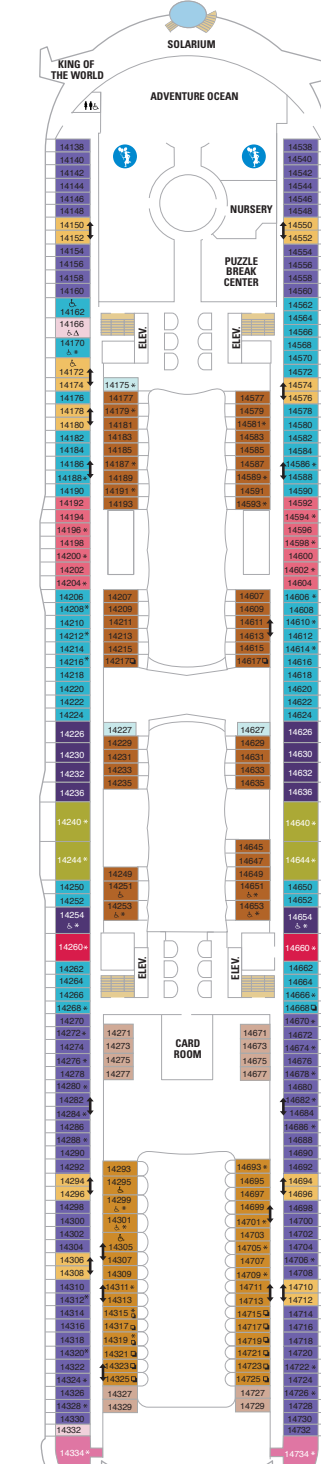 SOLARIUM
KING OF
THE WORLD
ADVENTURE OCEAN
NURSERY
PUZZLE
BREAK
CENTER
14138 14538
14140 14540
14142 14542
14144 14544
14146 14546
14148 14548
14150 14550
14152 14552
14154 14554
14156 14556
14158 14558
14160 14560
14162 14562
14166 14564
ELEV. ELEV.
14566
14170 * 14568
14570
14172 14572
14174 14175 * 14574
14176 14177 14577 14576
14178 14179 * 14579 14578
14180 14181 14581 * 14580
14182 14183 14583 14582
14184 14185 14585 14584
14186 14187 * 14587 14586 *
14188 * 14189 14589 * 14588
14190 14191 * 14591 14590
14192 14193 14593 * 14592
14194 14594 *
14196 * 14596
14198 14598 *
14200 * 14600
14202 14602 *
14204 * 14604
14206 14207 14607 14606 *
14208 * 14209 14609 14608
14210 14211 14611 14610 *
14212 * 14213 14613 14612
14214 14215 14615 14614 *
14216 * 14217 14617 14616
14218 14618
14220 14620
14222 14622
14224 14624
14226 14227 14627 14626
14229 14629
14230 14231 14631 14630
14232 14233 14633 14632
14236 14235 14635 14636
14240 * 14640 *
14645
14244 * 14647 14644 *
14249 14649
14250 14251 14651 * 14650
14252 14652
14254 * 14253 * 14653 * 14654 *
14260 * 14660 *
ELEV. ELEV.
14262 14662
14264 14664
14266 14666 *
14268 * 14668
14270 14670 *
14272 * 14271 14671 14672
14274 14273 CARD 14673 14674 *
14276 * 14275 ROOM 14675 14676
14278 14277 14677 14678 *
14280 * 14680
14282 14682 *
14284 * 14684
14286 14686 *
14288 * 14688
14290 14690
14292 14293 14693 * 14692
14294 14295 14695 14694
14296 14299 * 14697 14696
14298 14699 14698
14300 14301 * 14701 * 14700
14302 14703 14702
14304 14305 14705 * 14704
14306 14307 14707 14706 *
14308 14309 14709 * 14708
14310 14311 * 14711 14710
14312 * 14313 14713 14712
14314 14315 * 14715 14714
14316 14317 14717 14716
14318 14319 * 14719 14718
14320 * 14321 14721 14720
14322 14323 14723 14722 *
14324 * 14325 14725 14724
14326 14327 14727 14726 *
14328 * 14329 14729 14728
14330 14730
14332 14732
14334 * 14734 *